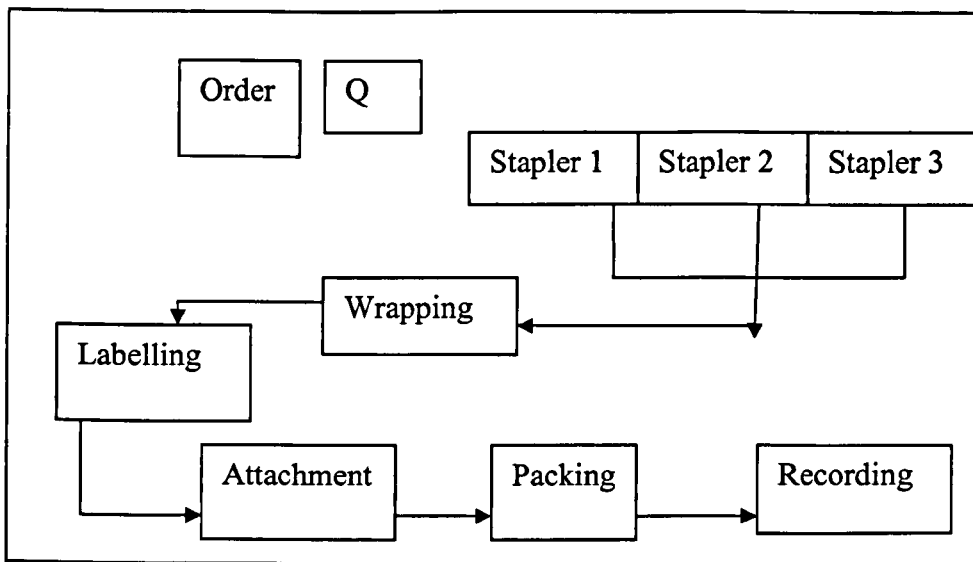 Order
Q
Stapler 1
Stapler 2
Stapler 3
Wrapping
Labelling
Attachment
Packing
Recording